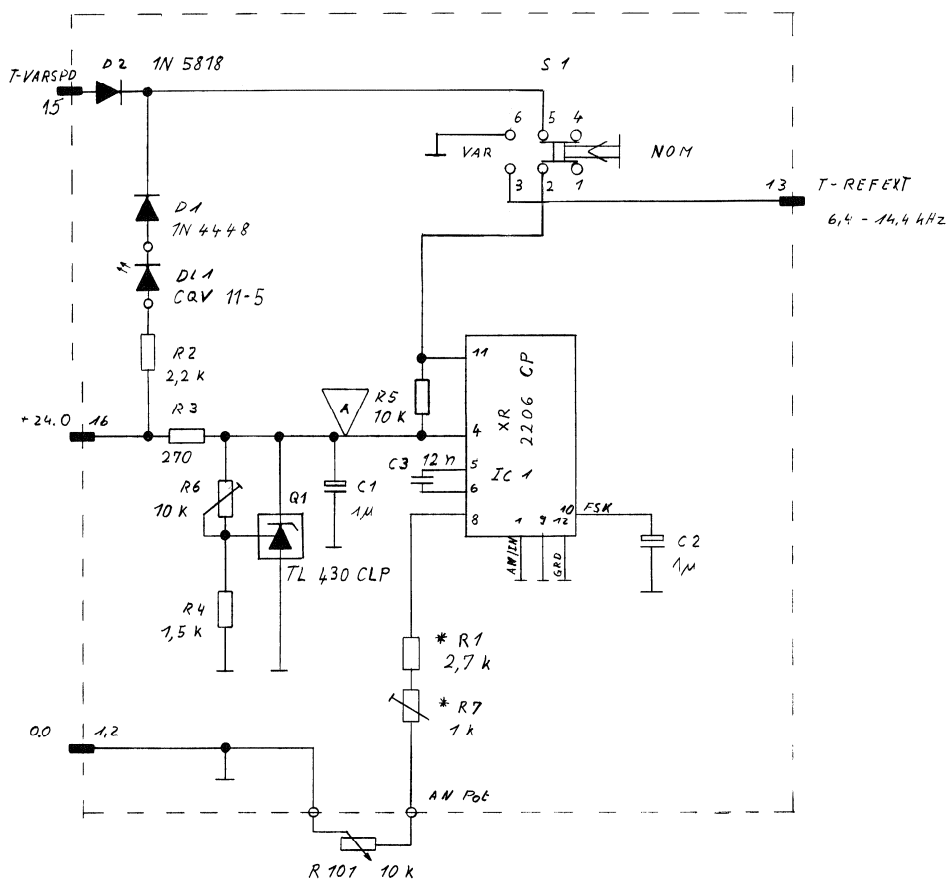 T-VARSPD
15
D2 1N 5818
S 1
6 5 4
VAR
NOM
3 2 1
13 T-REFEXT
6,4 - 14,4 kHz
D1
1N 4448
DL1
CQV 11-5
R2
2,2 K
+24.0 16
R3
270
A
R5
10 K
11
XR 2206 CP
4
C3 12n
5
IC 1
6
8
1 9 12
10 FSK
AN/IN
GRD
R6
10 K
Q1
TL 430 CLP
C1
1µ
C2
1µ
R4
1,5 K
* R1
2,7 k
* R7
1 k
0.0 1,2
AN Pot
R 101 10 k